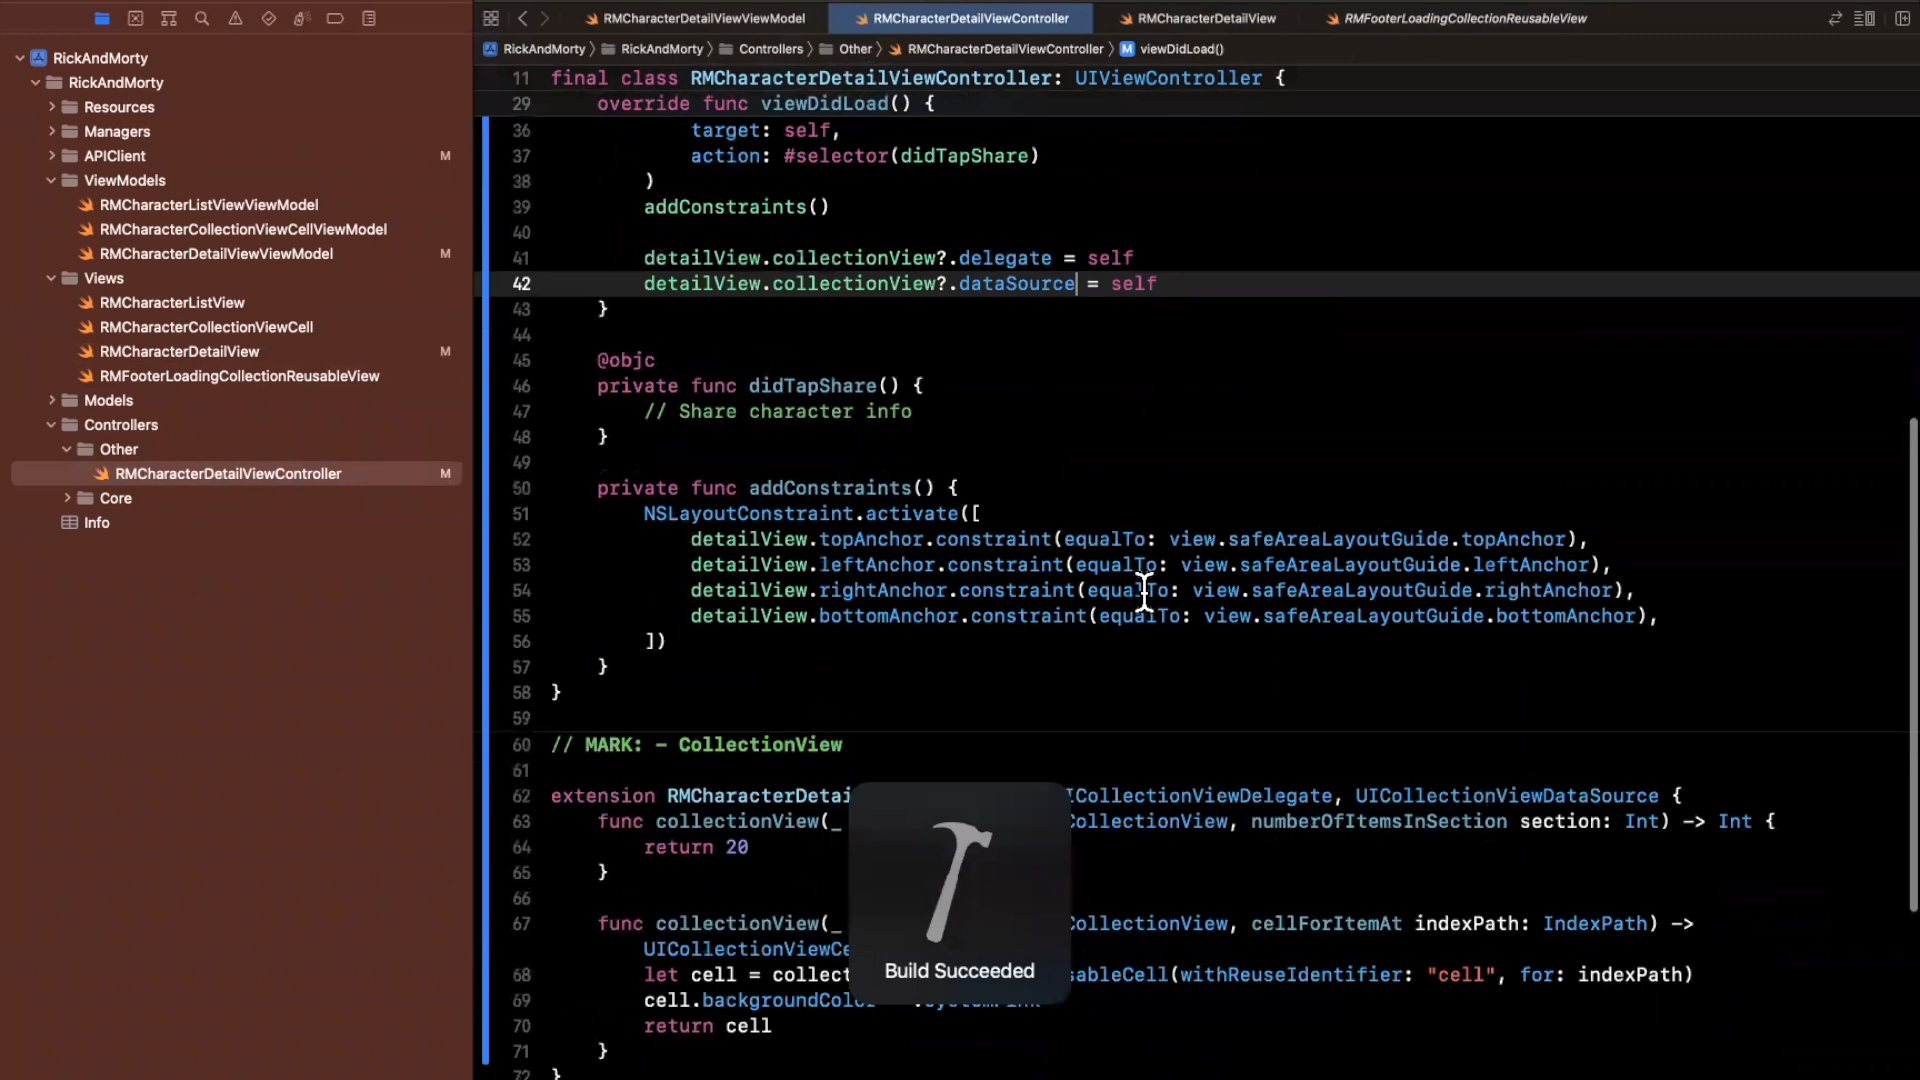 RMCharacterDetailViewViewModel
RMCharacterDetailViewController
RMCharacterDetailView
RMFooterLoadingCollectionReusableView
RickAndMorty
RickAndMorty
Controllers
Other
RMCharacterDetailViewController
M
viewDidLoad()
RickAndMorty
RickAndMorty
Resources
Managers
APIClient M
ViewModels
RMCharacterListViewViewModel
RMCharacterCollectionViewCellViewModel
RMCharacterDetailViewViewModel M
Views
RMCharacterListView
RMCharacterCollectionViewCell
RMCharacterDetailView M
RMFooterLoadingCollectionReusableView
Models
Controllers
Other
RMCharacterDetailViewController M
Core
Info
11 final class RMCharacterDetailViewController: UIViewController {
29 override func viewDidLoad() {
36 target: self,
37 action: #selector(didTapShare)
38 )
39 addConstraints()
40
41 detailView.collectionView?.delegate = self
42 detailView.collectionView?.dataSource = self
43 }
44
45 @objc
46 private func didTapShare() {
47 // Share character info
48 }
49
50 private func addConstraints() {
51 NSLayoutConstraint.activate([
52 detailView.topAnchor.constraint(equalTo: view.safeAreaLayoutGuide.topAnchor),
53 detailView.leftAnchor.constraint(equalTo: view.safeAreaLayoutGuide.leftAnchor),
54 detailView.rightAnchor.constraint(equalTo: view.safeAreaLayoutGuide.rightAnchor),
55 detailView.bottomAnchor.constraint(equalTo: view.safeAreaLayoutGuide.bottomAnchor),
56 ])
57 }
58 }
59
60 // MARK: - CollectionView
61
62 extension RMCharacterDetai ICollectionViewDelegate, UICollectionViewDataSource {
63 func collectionView(_ CollectionView, numberOfItemsInSection section: Int) -> Int {
64 return 20
65 }
66
67 func collectionView(_ CollectionView, cellForItemAt indexPath: IndexPath) ->
UICollectionViewCe
68 let cell = collect sableCell(withReuseIdentifier: "cell", for: indexPath)
69 cell.backgroundColor .systemPink
70 return cell
71 }
72 }
Build Succeeded